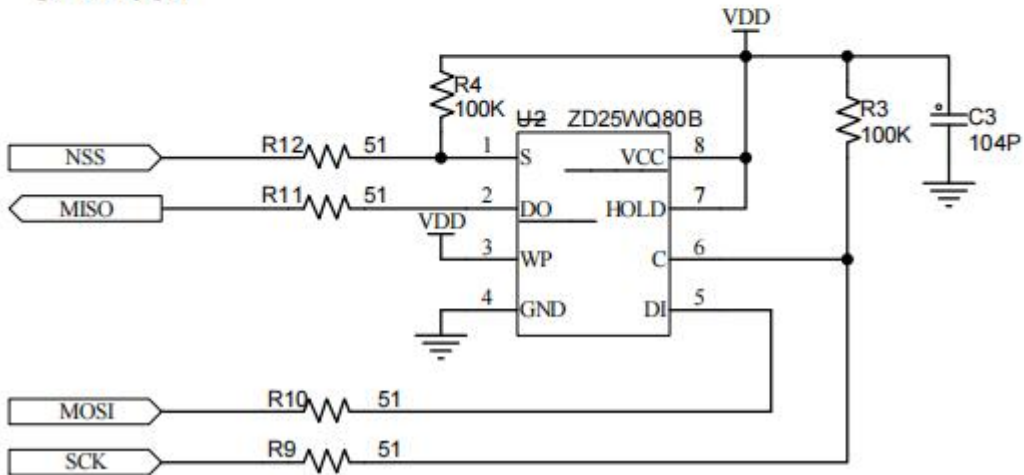 VDD
R4
100K
U2 ZD25WQ80B
R3
100K
C3
104P
NSS R12 51 1 S VCC 8
MISO R11 51 2 DO HOLD 7
VDD
3 WP C 6
4 GND DI 5
MOSI R10 51
SCK R9 51